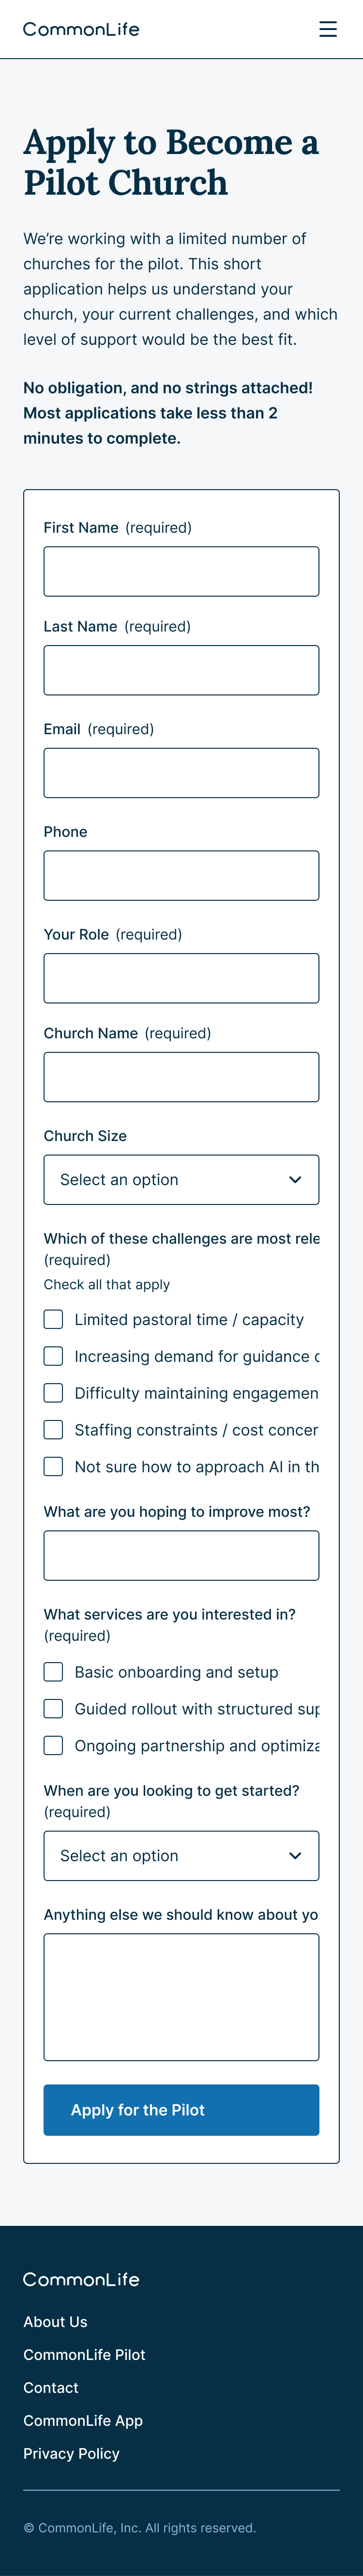 CommonLife
Apply to Become a
Pilot Church
We’re working with a limited number of
churches for the pilot. This short
application helps us understand your
church, your current challenges, and which
level of support would be the best fit.
No obligation, and no strings attached!
Most applications take less than 2
minutes to complete.
First Name (required)
Last Name (required)
Email (required)
Phone
Your Role (required)
Church Name (required)
Church Size
Select an option
Which of these challenges are most rele
(required)
Check all that apply
Limited pastoral time / capacity
Increasing demand for guidance
Difficulty maintaining engagemen
Staffing constraints / cost concer
Not sure how to approach AI in th
What are you hoping to improve most?
What services are you interested in?
(required)
Basic onboarding and setup
Guided rollout with structured sup
Ongoing partnership and optimiza
When are you looking to get started?
(required)
Select an option
Anything else we should know about yo
Apply for the Pilot
CommonLife
About Us
CommonLife Pilot
Contact
CommonLife App
Privacy Policy
© CommonLife, Inc. All rights reserved.